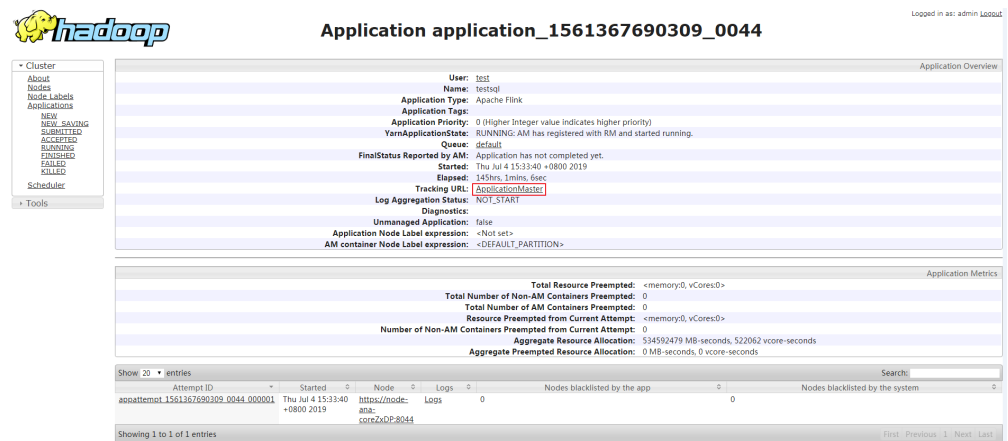 Logged in as: admin Logout
hadoop
Application application_1561367690309_0044
Cluster
About
Nodes
Node Labels
Applications
NEW
NEW_SAVING
SUBMITTED
ACCEPTED
RUNNING
FINISHED
FAILED
KILLED
Scheduler
Tools
Application Overview
User: test
Name: testsql
Application Type: Apache Flink
Application Tags:
Application Priority: 0 (Higher Integer value indicates higher priority)
YarnApplicationState: RUNNING: AM has registered with RM and started running.
Queue: default
FinalStatus Reported by AM: Application has not completed yet.
Started: Thu Jul 4 15:33:40 +0800 2019
Elapsed: 145hrs, 1mins, 6sec
Tracking URL: ApplicationMaster
Log Aggregation Status: NOT_START
Diagnostics:
Unmanaged Application: false
Application Node Label expression: <Not set>
AM container Node Label expression: <DEFAULT_PARTITION>
Application Metrics
Total Resource Preempted: <memory:0, vCores:0>
Total Number of Non-AM Containers Preempted: 0
Total Number of AM Containers Preempted: 0
Resource Preempted from Current Attempt: <memory:0, vCores:0>
Number of Non-AM Containers Preempted from Current Attempt: 0
Aggregate Resource Allocation: 534592479 MB-seconds, 522062 vcore-seconds
Aggregate Preempted Resource Allocation: 0 MB-seconds, 0 vcore-seconds
Show 20 entries Search:
Attempt ID Started Node Logs Nodes blacklisted by the app Nodes blacklisted by the system
appattempt_1561367690309_0044_000001 Thu Jul 4 15:33:40 https://node- Logs 0 0
+0800 2019 ana-
coreZxDP:8044
Showing 1 to 1 of 1 entries First Previous 1 Next Last